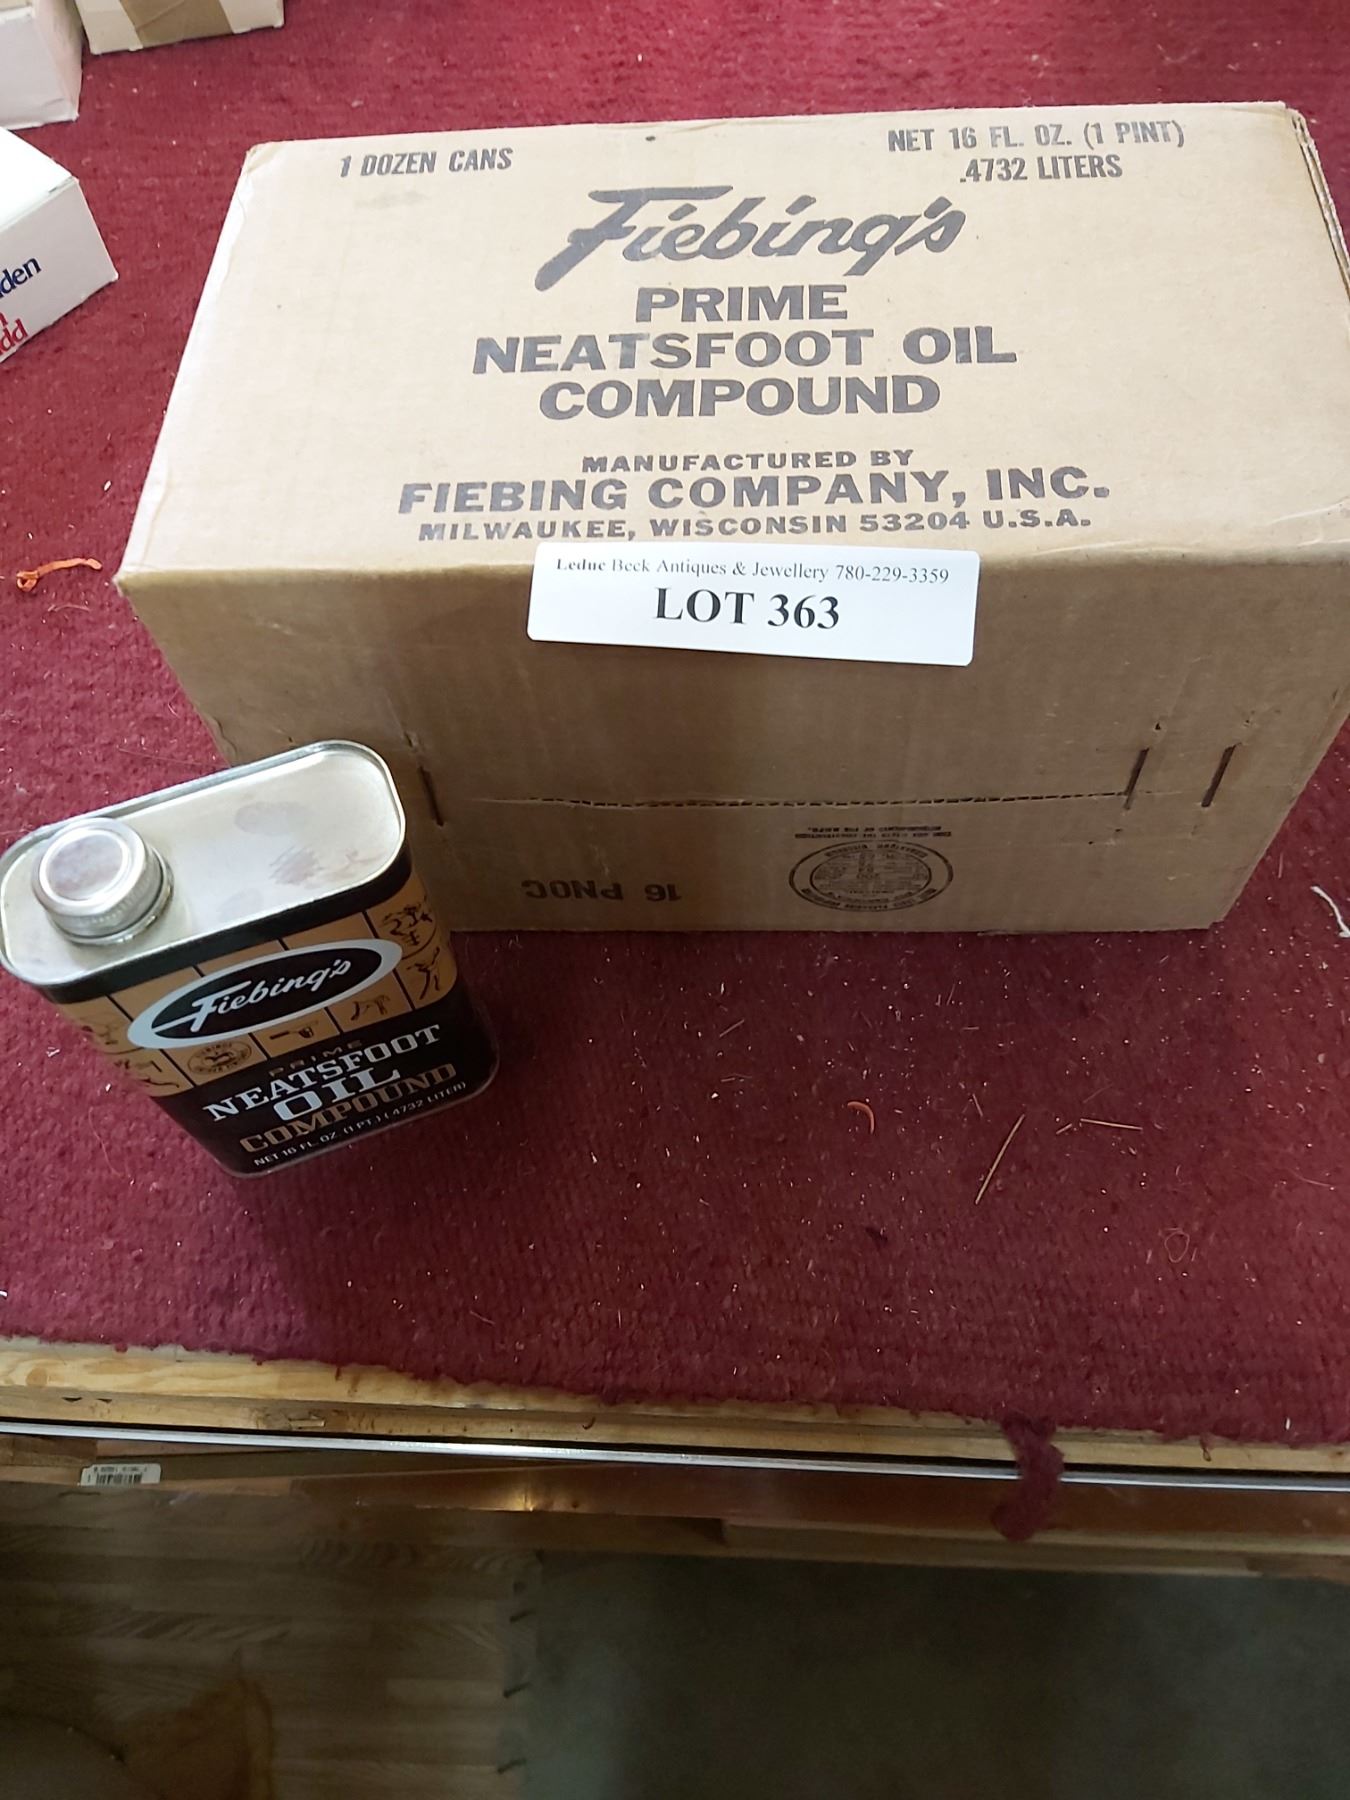 1 DOZEN CANS
NET 16 FL. OZ. (1 PINT)
.4732 LITERS
Fiebing's
PRIME
NEATSFOOT OIL
COMPOUND
MANUFACTURED BY
FIEBING COMPANY, INC.
MILWAUKEE, WISCONSIN 53204 U.S.A.
Leduc Beck Antiques & Jewellery 780-229-3359
LOT 363
16 PNOC
Fiebing's
PRIME
NEATSFOOT
OIL
COMPOUND
NET 16 FL. OZ. (1 PT.) (.4732 LITER)